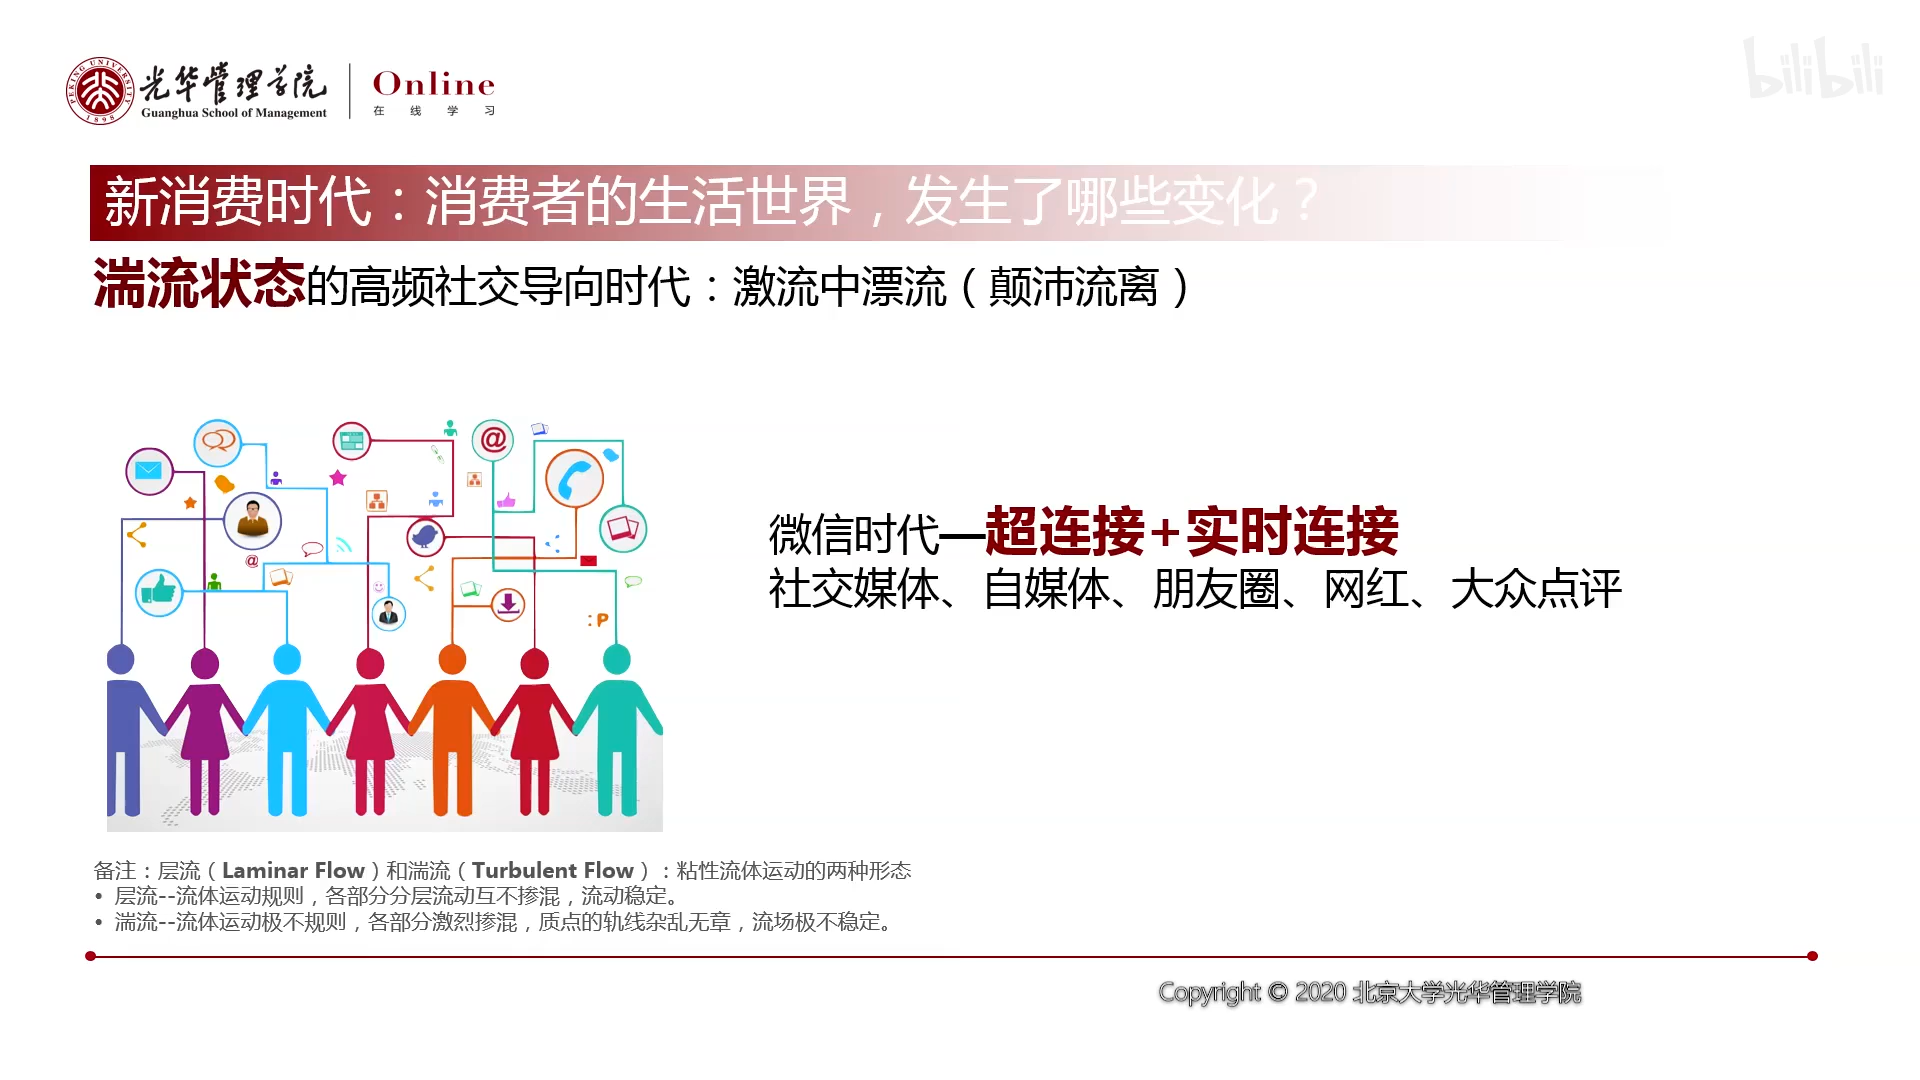 光华管理学院
Guanghua School of Management
PEKING UNIVERSITY
1898
Online
在线学习
bilibili
新消费时代：消费者的生活世界，发生了哪些变化？
湍流状态的高频社交导向时代：激流中漂流（颠沛流离）
@
@
:P
微信时代—超连接+实时连接
社交媒体、自媒体、朋友圈、网红、大众点评
备注：层流（Laminar Flow）和湍流（Turbulent Flow）：粘性流体运动的两种形态
• 层流--流体运动规则，各部分分层流动互不掺混，流动稳定。
• 湍流--流体运动极不规则，各部分激烈掺混，质点的轨线杂乱无章，流场极不稳定。
Copyright © 2020 北京大学光华管理学院